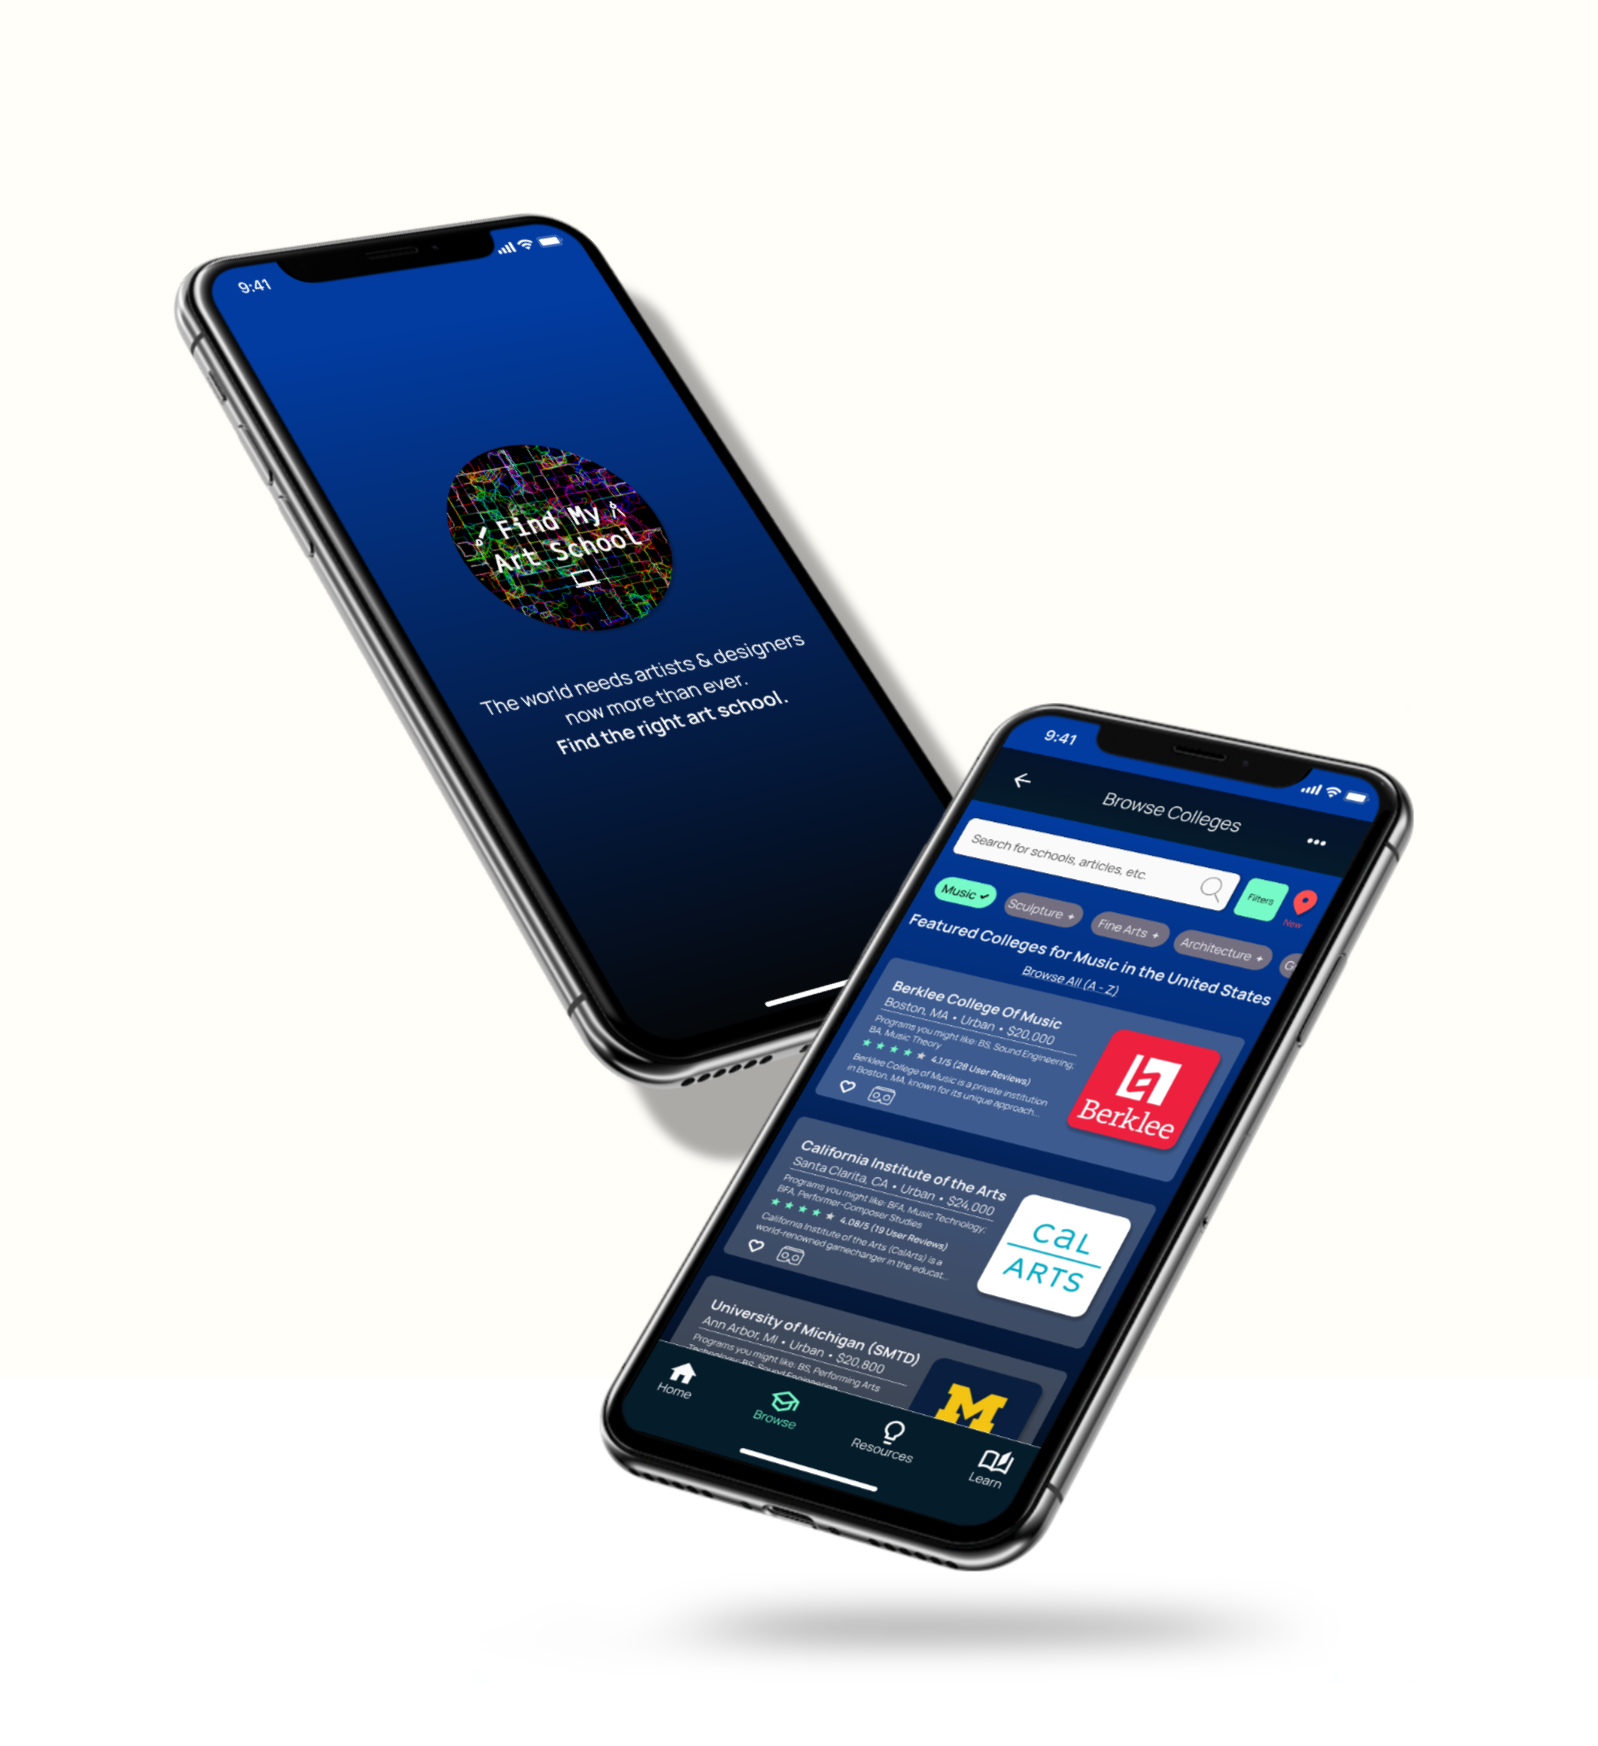 9:41
Find My
Art School
The world needs artists & designers
now more than ever.
Find the right art school.
9:41
Browse Colleges
Search for schools, articles, etc.
Filters
New
Music
Sculpture +
Fine Arts +
Architecture +
G
Featured Colleges for Music in the United States
Browse All (A - Z)
Berklee College Of Music
Boston, MA • Urban • $20,000
Programs you might like: BS, Sound Engineering;
BA, Music Theory
4.1/5 (28 User Reviews)
Berklee College of Music is a private institution
in Boston, MA, known for its unique approach...
Berklee
California Institute of the Arts
Santa Clarita, CA • Urban • $24,000
Programs you might like: BFA, Music Technology;
BFA, Performer-Composer Studies
4.08/5 (19 User Reviews)
California Institute of the Arts (CalArts) is a
world-renowned gamechanger in the educat...
CaL
ARTS
University of Michigan (SMTD)
Ann Arbor, MI • Urban • $20,800
Programs you might like: BS, Performing Arts
Technology; BS, Sound Engineering
M
Home
Browse
Resources
Learn